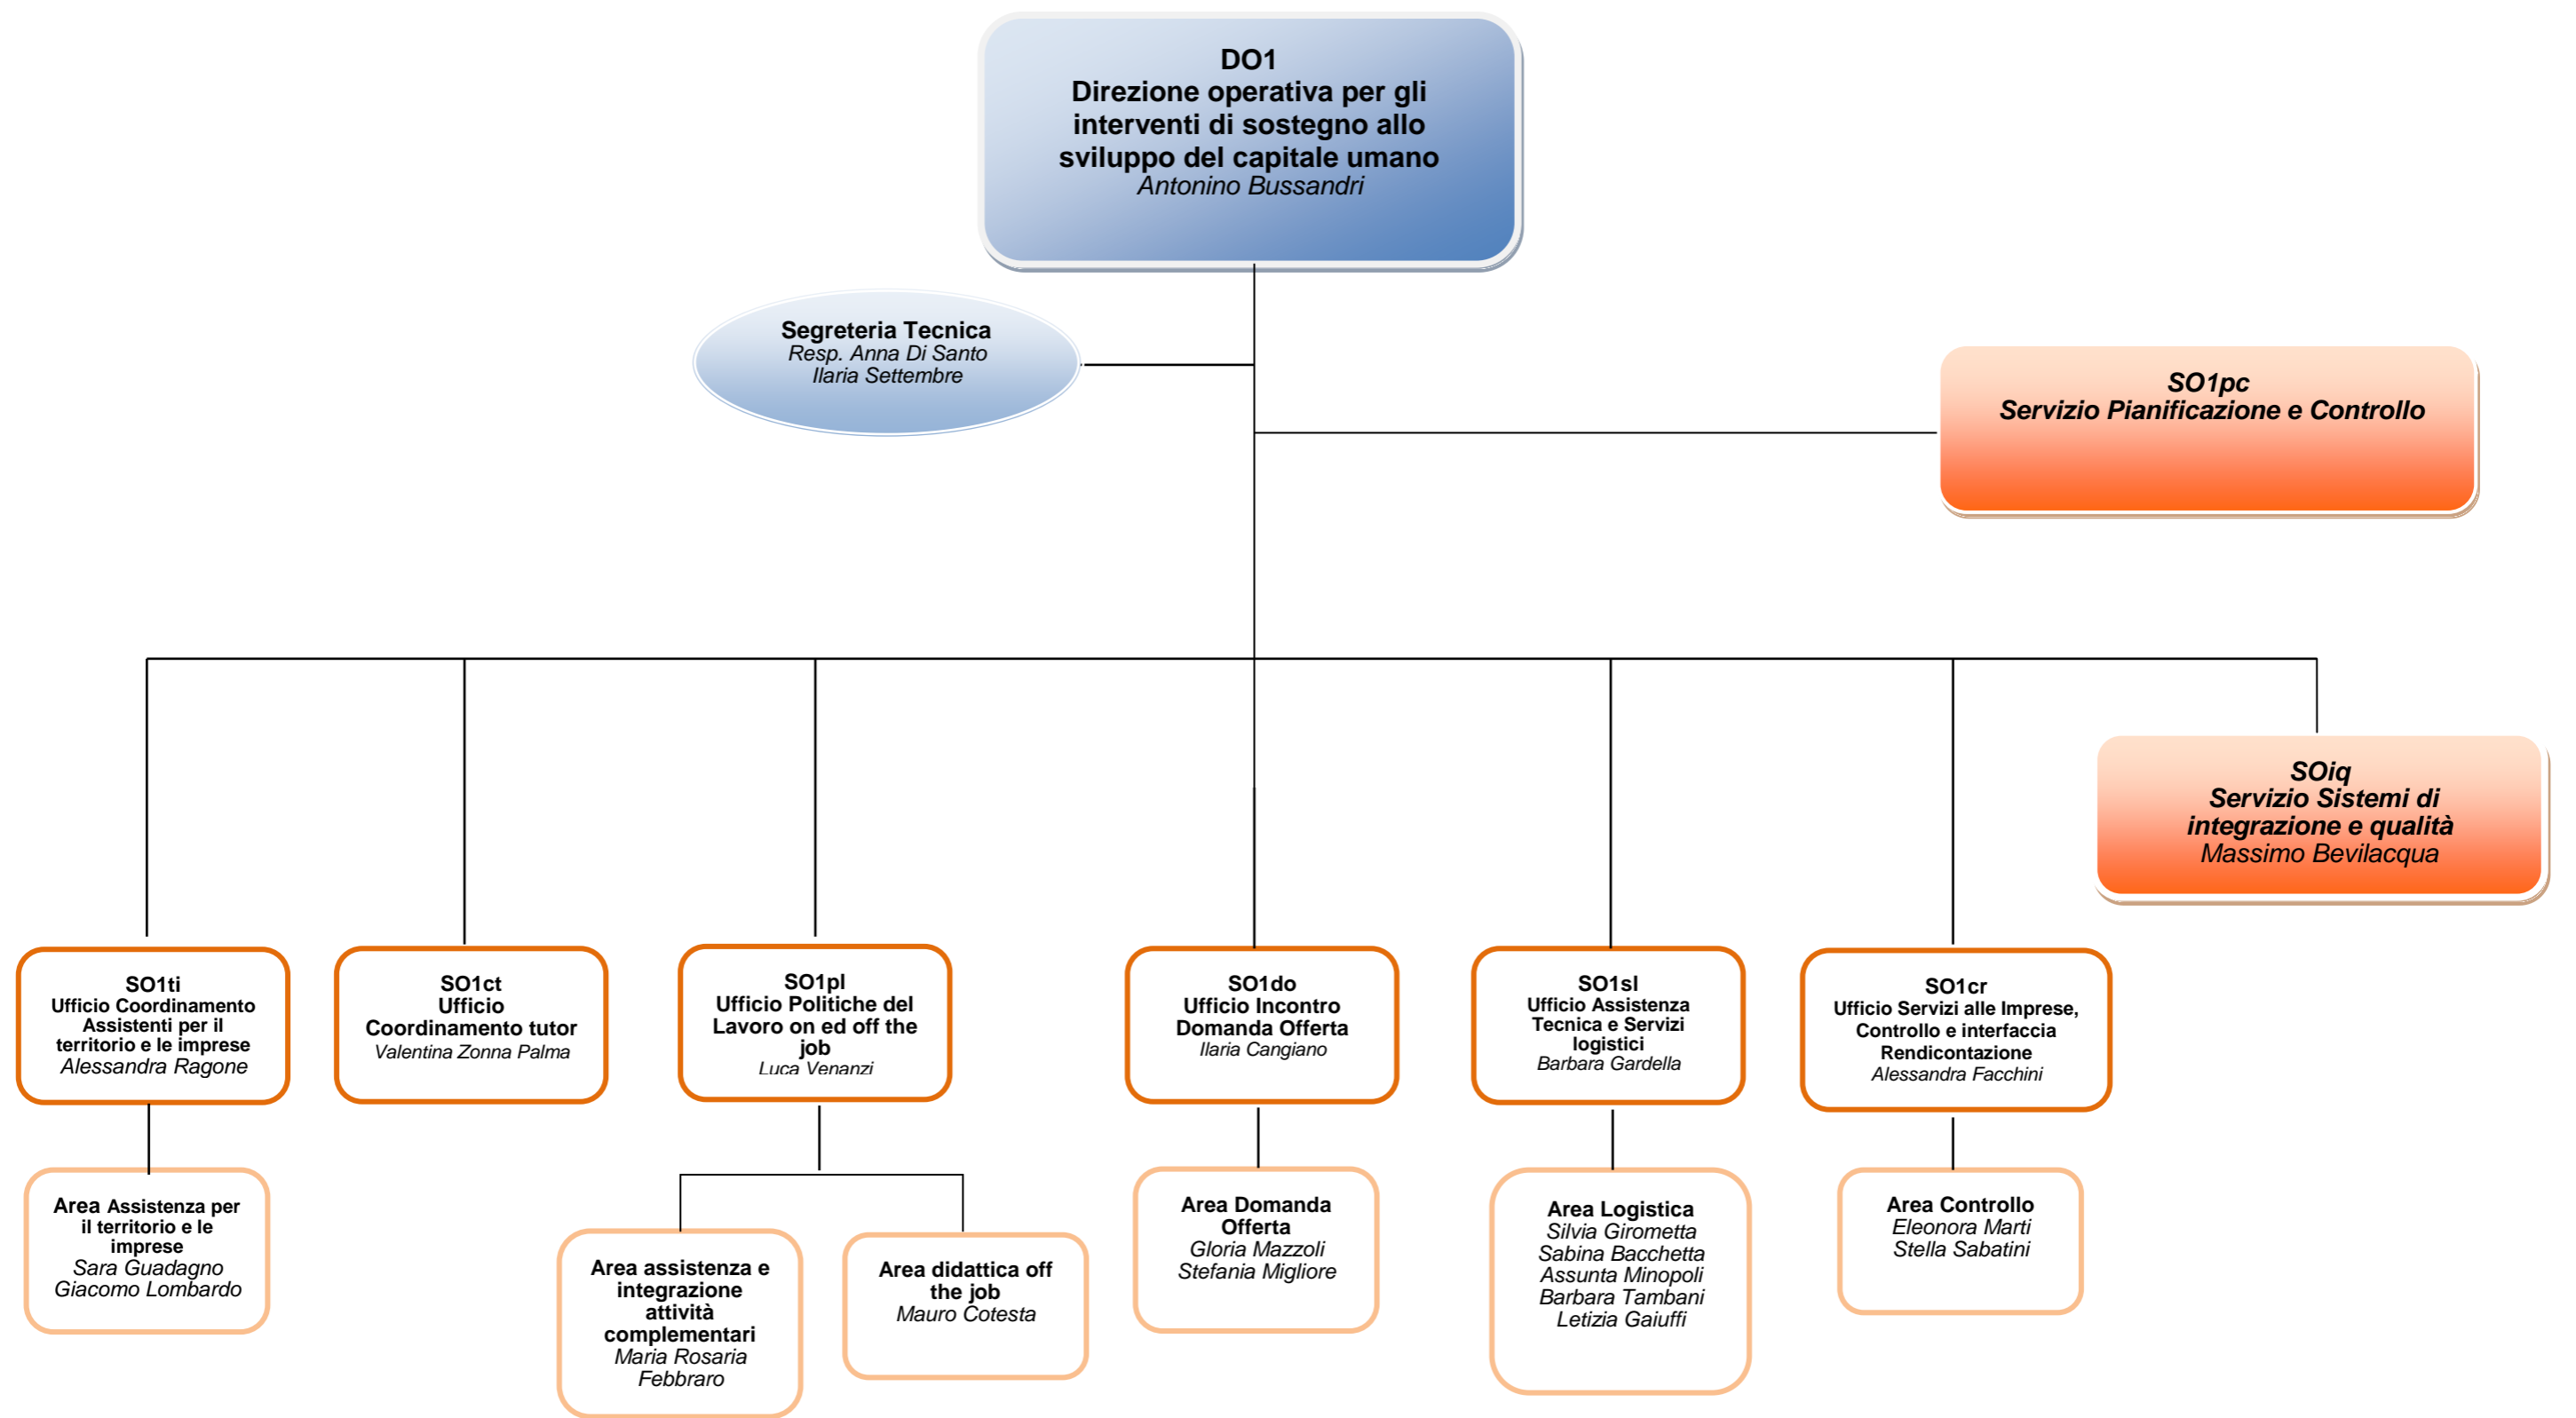 DO1
Direzione operativa per gli
interventi di sostegno allo
sviluppo del capitale umano
Antonino Bussandri
Segreteria Tecnica
Resp. Anna Di Santo
Ilaria Settembre
SO1pc
Servizio Pianificazione e Controllo
SOiq
Servizio Sistemi di
integrazione e qualità
Massimo Bevilacqua
SO1ti
Ufficio Coordinamento
Assistenti per il
territorio e le imprese
Alessandra Ragone
SO1ct
Ufficio
Coordinamento tutor
Valentina Zonna Palma
SO1pl
Ufficio Politiche del
Lavoro on ed off the
job
Luca Venanzi
SO1do
Ufficio Incontro
Domanda Offerta
Ilaria Cangiano
SO1sl
Ufficio Assistenza
Tecnica e Servizi
logistici
Barbara Gardella
SO1cr
Ufficio Servizi alle Imprese,
Controllo e interfaccia
Rendicontazione
Alessandra Facchini
Area Assistenza per
il territorio e le
imprese
Sara Guadagno
Giacomo Lombardo
Area assistenza e
integrazione
attività
complementari
Maria Rosaria
Febbraro
Area didattica off
the job
Mauro Cotesta
Area Domanda
Offerta
Gloria Mazzoli
Stefania Migliore
Area Logistica
Silvia Girometta
Sabina Bacchetta
Assunta Minopoli
Barbara Tambani
Letizia Gaiuffi
Area Controllo
Eleonora Marti
Stella Sabatini